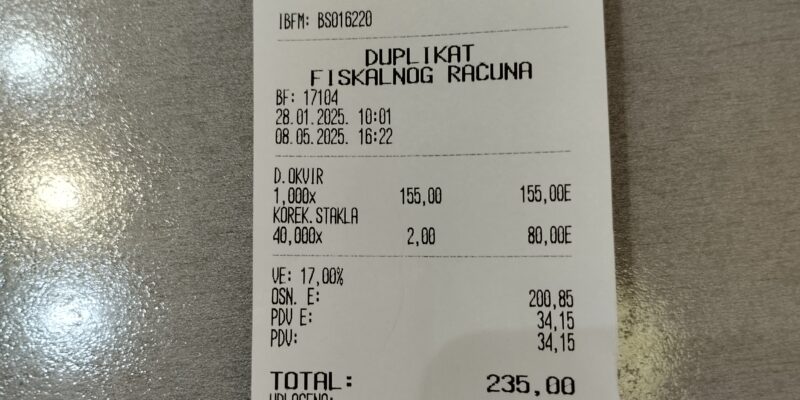 IBFM: BS016220
DUPLIKAT
FISKALNOG RAČUNA
BF: 17104
28.01.2025. 10:01
08.05.2025. 16:22
D.OKVIR
1,000x 155,00 155,00E
KOREK.STAKLA
40,000x 2,00 80,00E
VE: 17,00%
OSN. E: 200,85
PDV E: 34,15
PDV: 34,15
TOTAL: 235,00